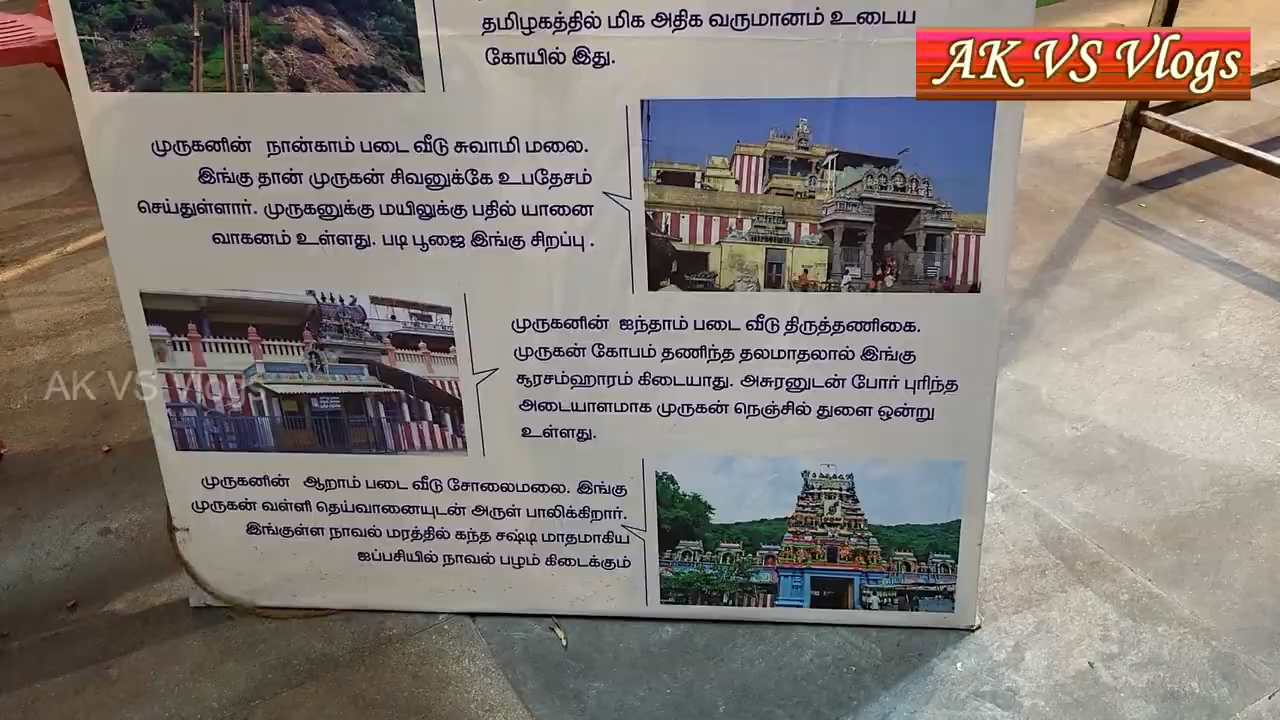 தமிழகத்தில் மிக அதிக வருமானம் உடைய
கோயில் இது.
AK VS Vlogs
முருகனின் நான்காம் படை வீடு சுவாமி மலை.
இங்கு தான் முருகன் சிவனுக்கே உபதேசம்
செய்துள்ளார். முருகனுக்கு மயிலுக்கு பதில் யானை
வாகனம் உள்ளது. படி பூஜை இங்கு சிறப்பு .
முருகனின் ஐந்தாம் படை வீடு திருத்தணிகை.
முருகன் கோபம் தணிந்த தலமாதலால் இங்கு
சூரசம்ஹாரம் கிடையாது. அசுரனுடன் போர் புரிந்த
அடையாளமாக முருகன் நெஞ்சில் துளை ஒன்று
உள்ளது.
AK VS Vlogs
முருகனின் ஆறாம் படை வீடு சோலைமலை. இங்கு
முருகன் வள்ளி தெய்வானையுடன் அருள் பாலிக்கிறார்.
இங்குள்ள நாவல் மரத்தில் கந்த சஷ்டி மாதமாகிய
ஐப்பசியில் நாவல் பழம் கிடைக்கும்